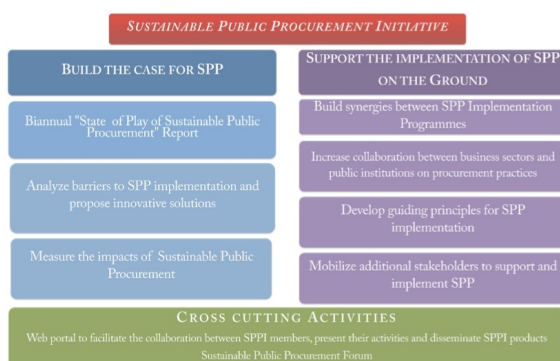 SUSTAINABLE PUBLIC PROCUREMENT INITIATIVE
BUILD THE CASE FOR SPP
Biannual "State of Play of Sustainable Public
Procurement" Report
Analyze barriers to SPP implementation and
propose innovative solutions
Measure the impacts of Sustainable Public
Procurement
SUPPORT THE IMPLEMENTATION OF SPP
ON THE GROUND
Build synergies between SPP Implementation
Programmes
Increase collaboration between business sectors and
public institutions on procurement practices
Develop guiding principles for SPP
implementation
Mobilize additional stakeholders to support and
implement SPP
CROSS CUTTING ACTIVITIES
Web portal to facilitate the collaboration between SPPI members, present their activities and disseminate SPPI products
Sustainable Public Procurement Forum